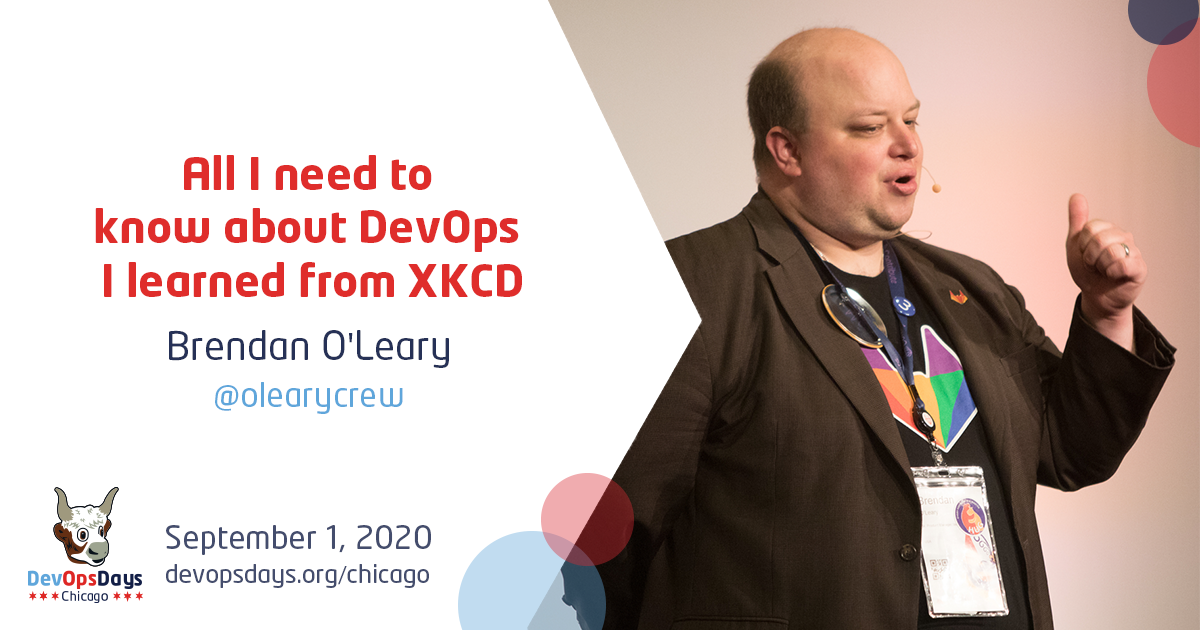 All I need to
know about DevOps
I learned from XKCD
Brendan O'Leary
@olearycrew
September 1, 2020
devopsdays.org/chicago
DevOpsDays
Chicago
Brendan